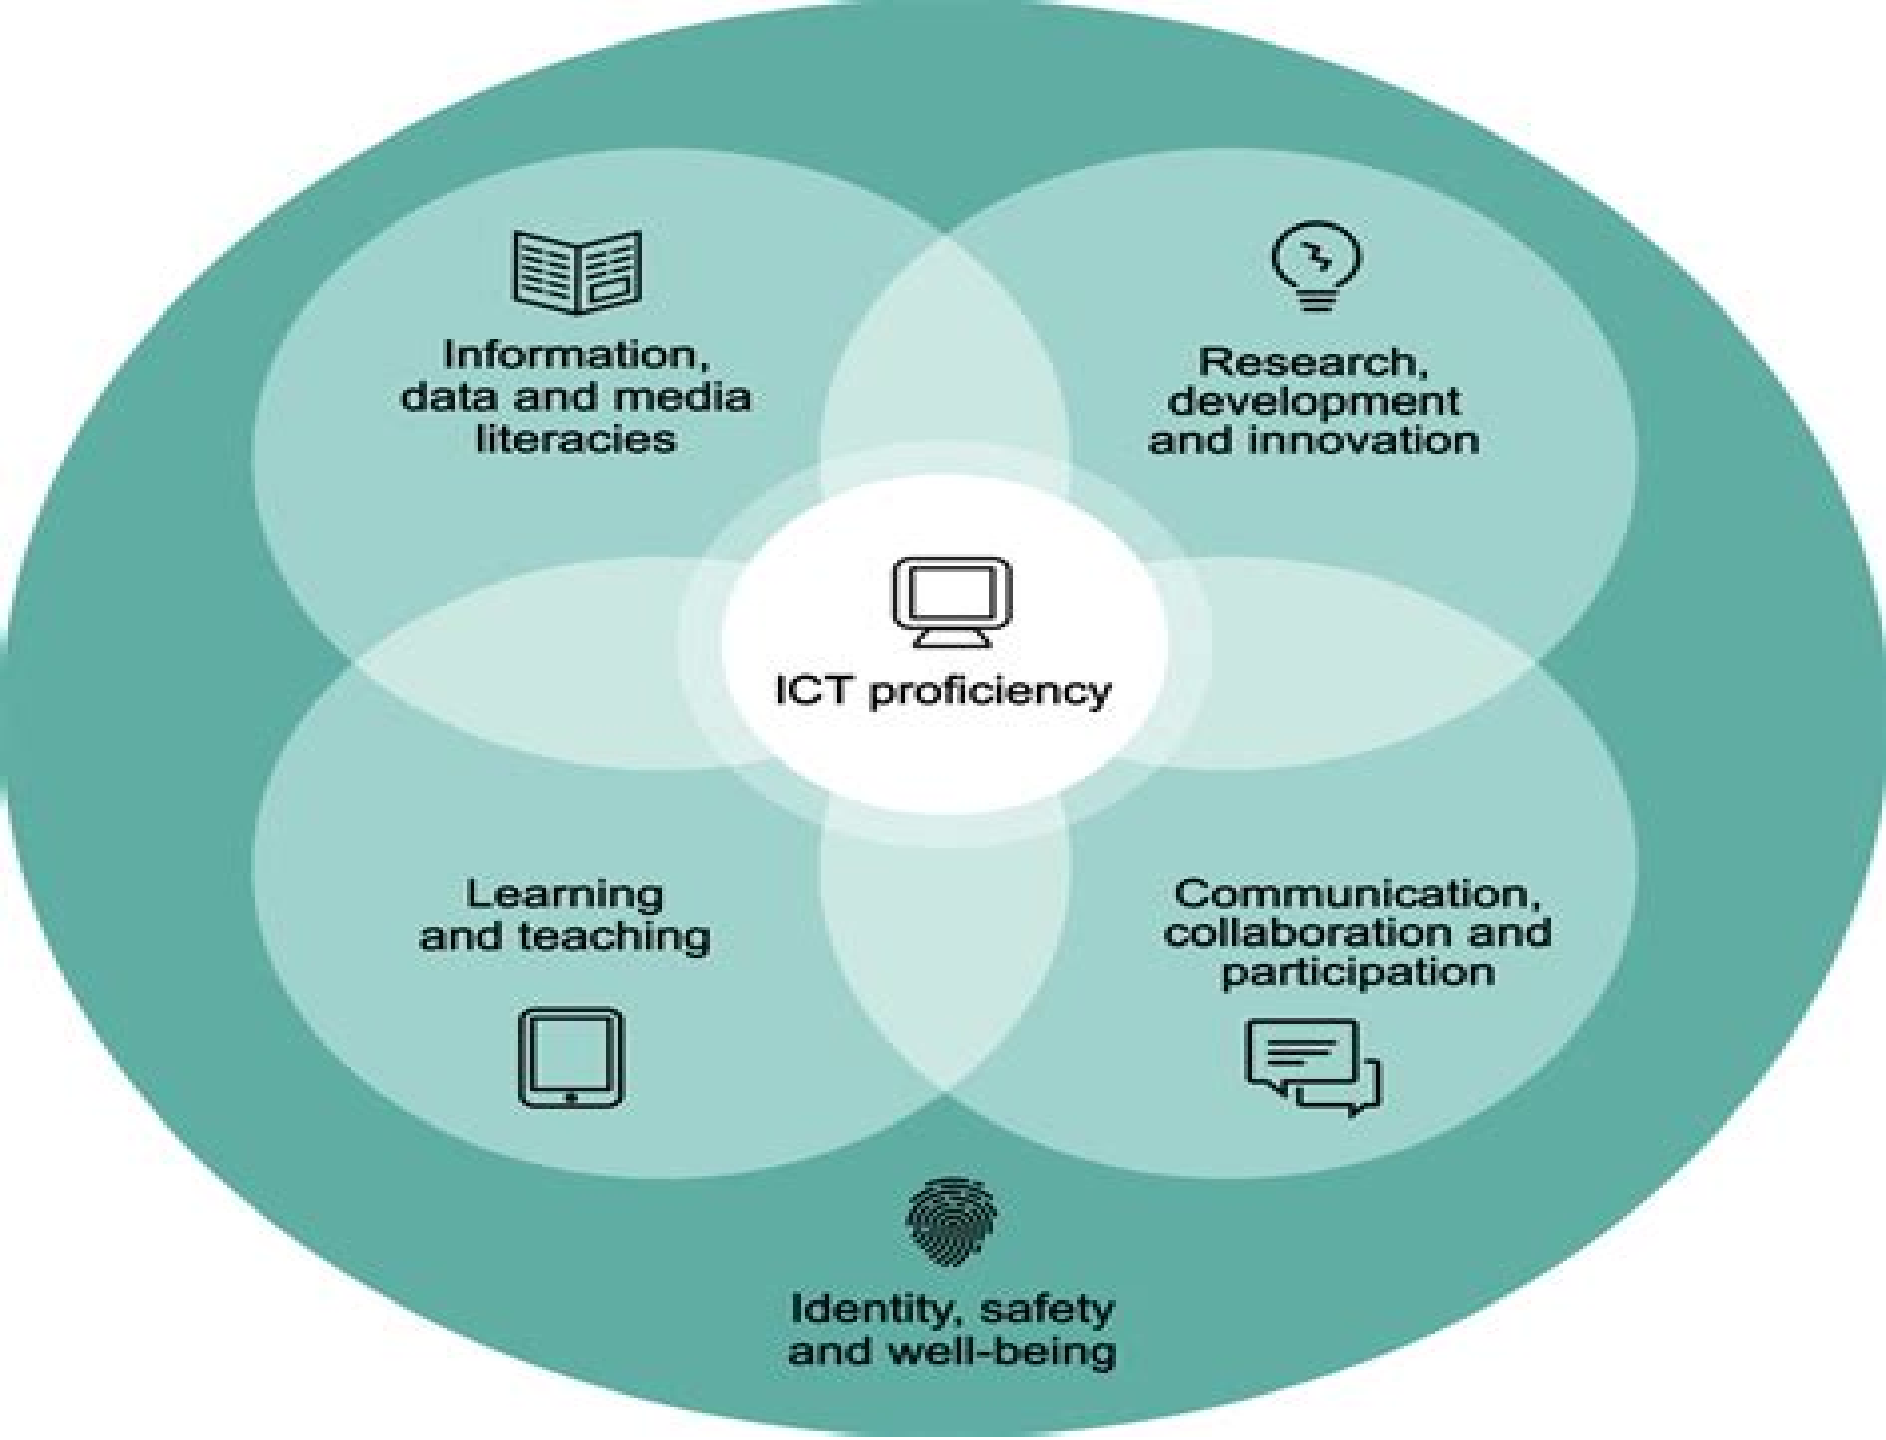 Information,
data and media
literacies
Research,
development
and innovation
ICT proficiency
Learning
and teaching
Communication,
collaboration and
participation
Identity, safety
and well-being